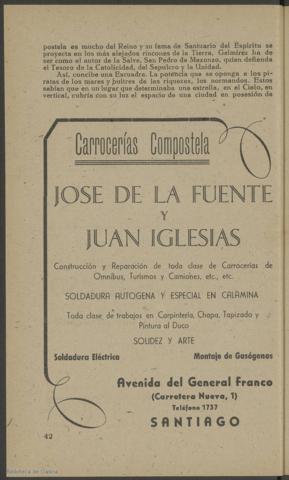 postela es mucho del Reino y su fama de Santuario del Espíritu se
proyecta en los más alejados rincones de la Tierra, Gelmírez ha de
ser como el autor de la Salve, San Pedro de Mezonzo, quien defienda
el Tesoro de la Catolicidad, del Sepulcro y la Unidad.
Así, concibe una Escuadra. La potencia que se oponga a los pi-
ratas de los mares y buitres de las riquezas, los normandos. Estos
sabían que en un lugar que determinaba una estrella, en el Cielo, en
vertical, cubría con su luz el espacio de una ciudad en posesión de
Carrocerías Compostela
JOSE DE LA FUENTE
Y
JUAN IGLESIAS
Construcción y Reparación de toda clase de Carrocerías de
Omnibus, Turismos y Camiones, etc., etc.
SOLDADURA AUTOGENA Y ESPECIAL EN CALAMINA
Toda clase de trabajos en Carpintería, Chapa, Tapizado y
Pintura al Duco
SOLIDEZ Y ARTE
Soldadura Eléctrica Montaje de Gasógenos
Avenida del General Franco
(Carretera Nueva, 1)
Teléfono 1737
SANTIAGO
42
Biblioteca de Galicia